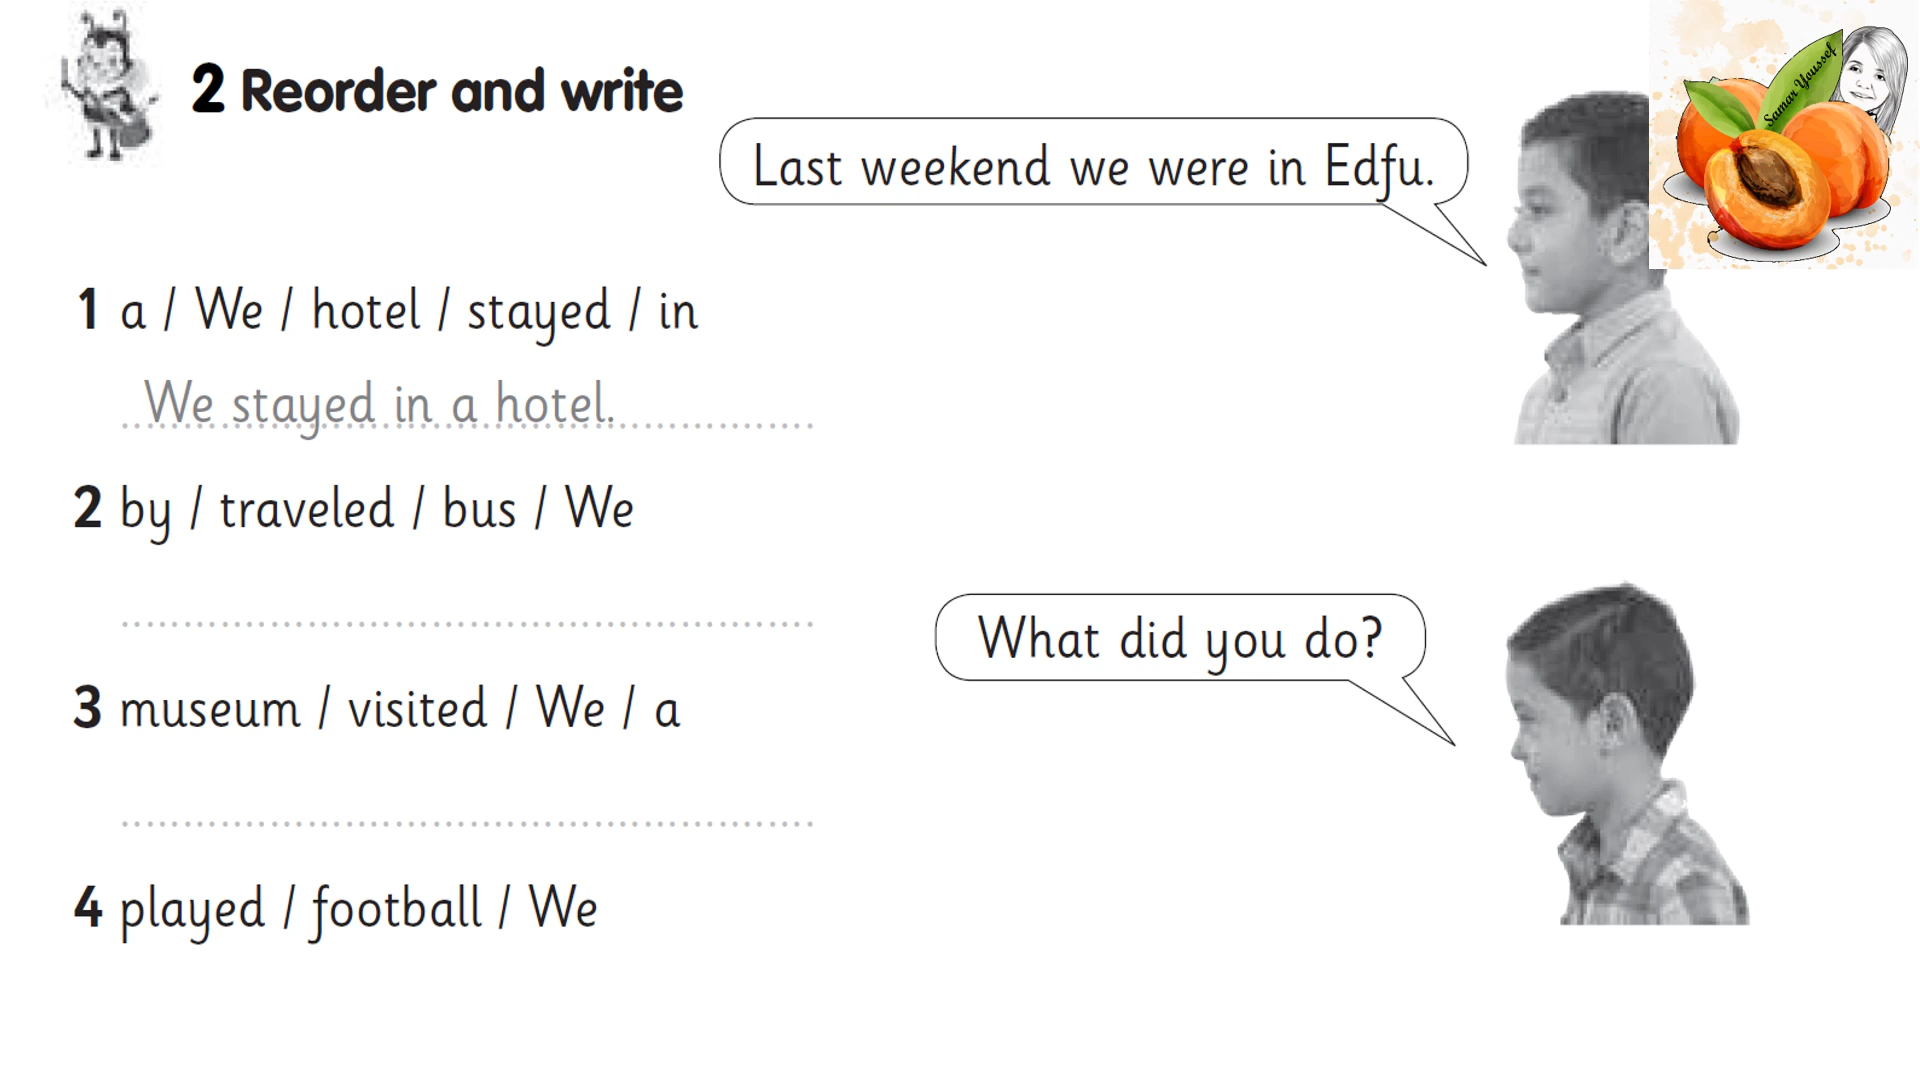 2 Reorder and write
Last weekend we were in Edfu.
Samar Youssef
1 a / We / hotel / stayed / in
We stayed in a hotel.
2 by / traveled / bus / We
What did you do?
3 museum / visited / We / a
4 played / football / We